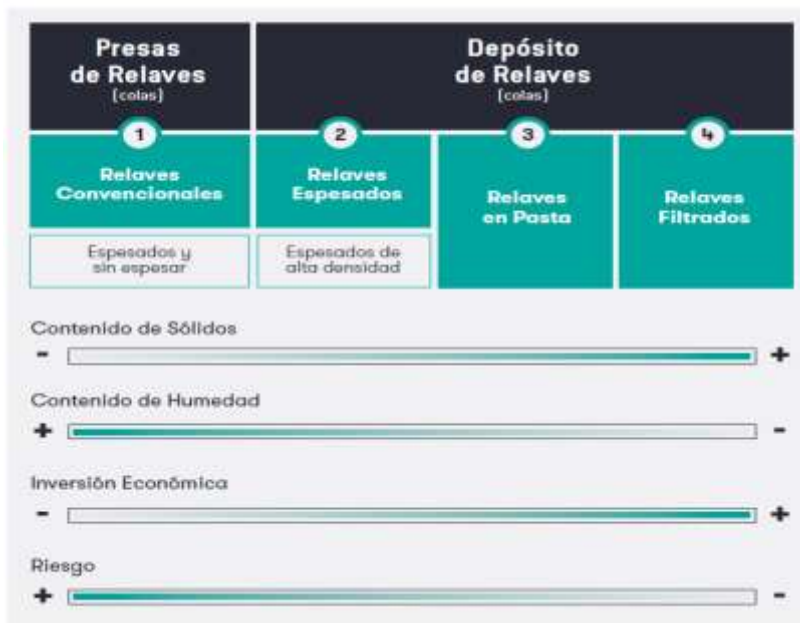 Presas
de Relaves
[colas]
Depósito
de Relaves
[colas]
1
2
3
4
Relaves
Convencionales
Relaves
Espesados
Relaves
en Pasta
Relaves
Filtrados
Espesados y
sin espesar
Espesados de
alta densidad
Contenido de Sólidos
- +
Contenido de Humedad
+ -
Inversión Económica
- +
Riesgo
+ -